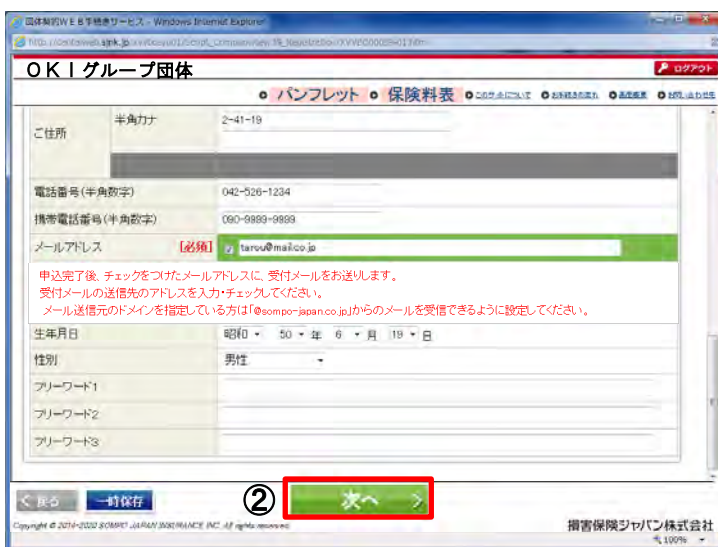 団体契約WEB手続きサービス - Windows Internet Explorer
OKIグループ団体
ログアウト
パンフレット 保険料表
ご住所
半角カナ 2-41-19
電話番号(半角数字) 042-526-1234
携帯電話番号(半角数字) 090-9999-9999
メールアドレス 【必須】 tarou@mail.co.jp
申込完了後、チェックをつけたメールアドレスに、受付メールをお送りします。
受付メールの送信先のアドレスを入力・チェックしてください。
メール送信元のドメインを指定している方は「@sompo-japan.co.jp」からのメールを受信できるように設定してください。
生年月日 昭和 50 年 6 月 19 日
性別 男性
フリーワード1
フリーワード2
フリーワード3
< 戻る 一時保存 ② 次へ >
Copyright © 2014-2020 SOMPO JAPAN INSURANCE INC. All rights reserved.
損害保険ジャパン株式会社
100%